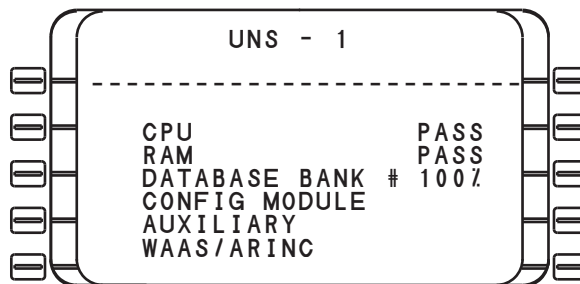 UNS - 1
CPU PASS
RAM PASS
DATABASE BANK # 100%
CONFIG MODULE
AUXILIARY
WAAS/ARINC